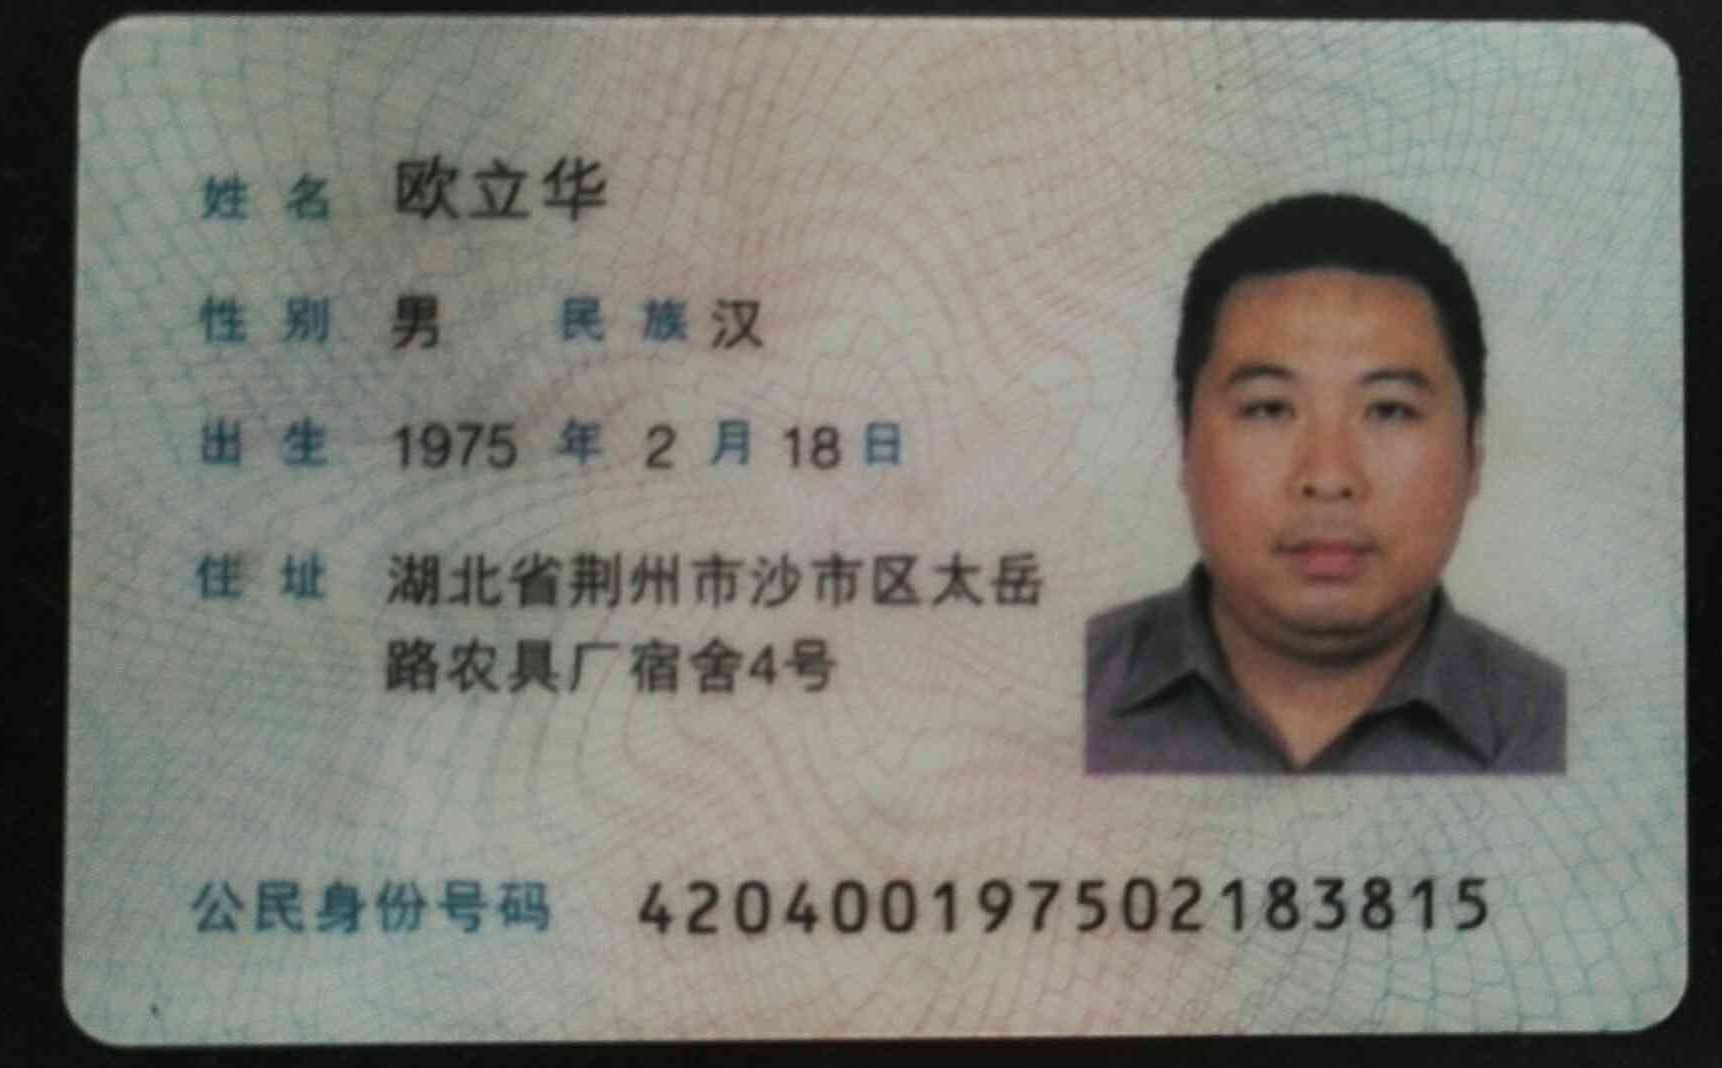 姓名 欧立华
性别 男 民族 汉
出生 1975 年 2 月 18 日
住址 湖北省荆州市沙市区太岳
路农具厂宿舍4号
公民身份号码 420400197502183815